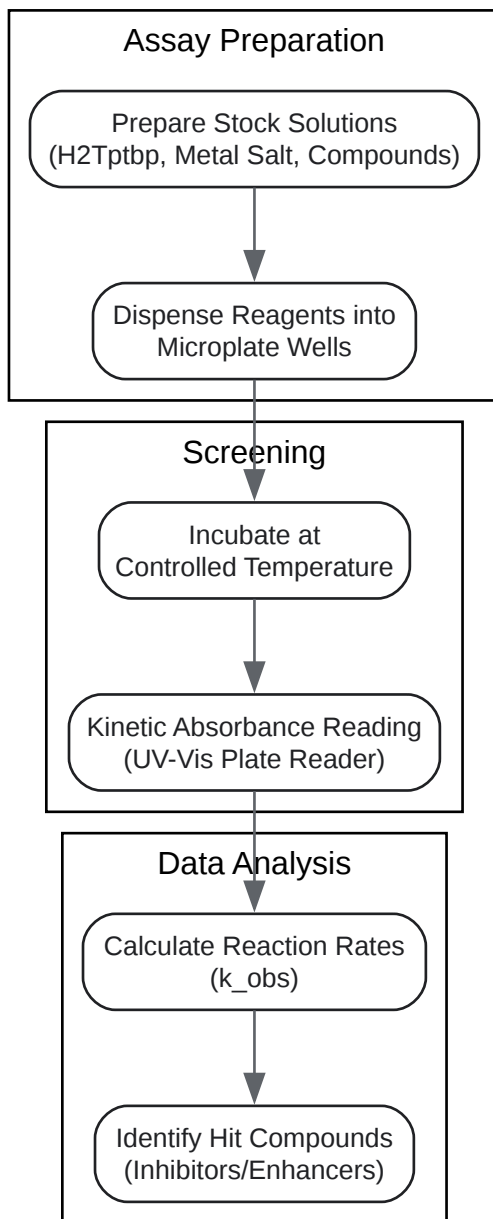 Assay Preparation
Prepare Stock Solutions
(H2Tptbp, Metal Salt, Compounds)
Dispense Reagents into
Microplate Wells
Screening
Incubate at
Controlled Temperature
Kinetic Absorbance Reading
(UV-Vis Plate Reader)
Data Analysis
Calculate Reaction Rates
(k_obs)
Identify Hit Compounds
(Inhibitors/Enhancers)